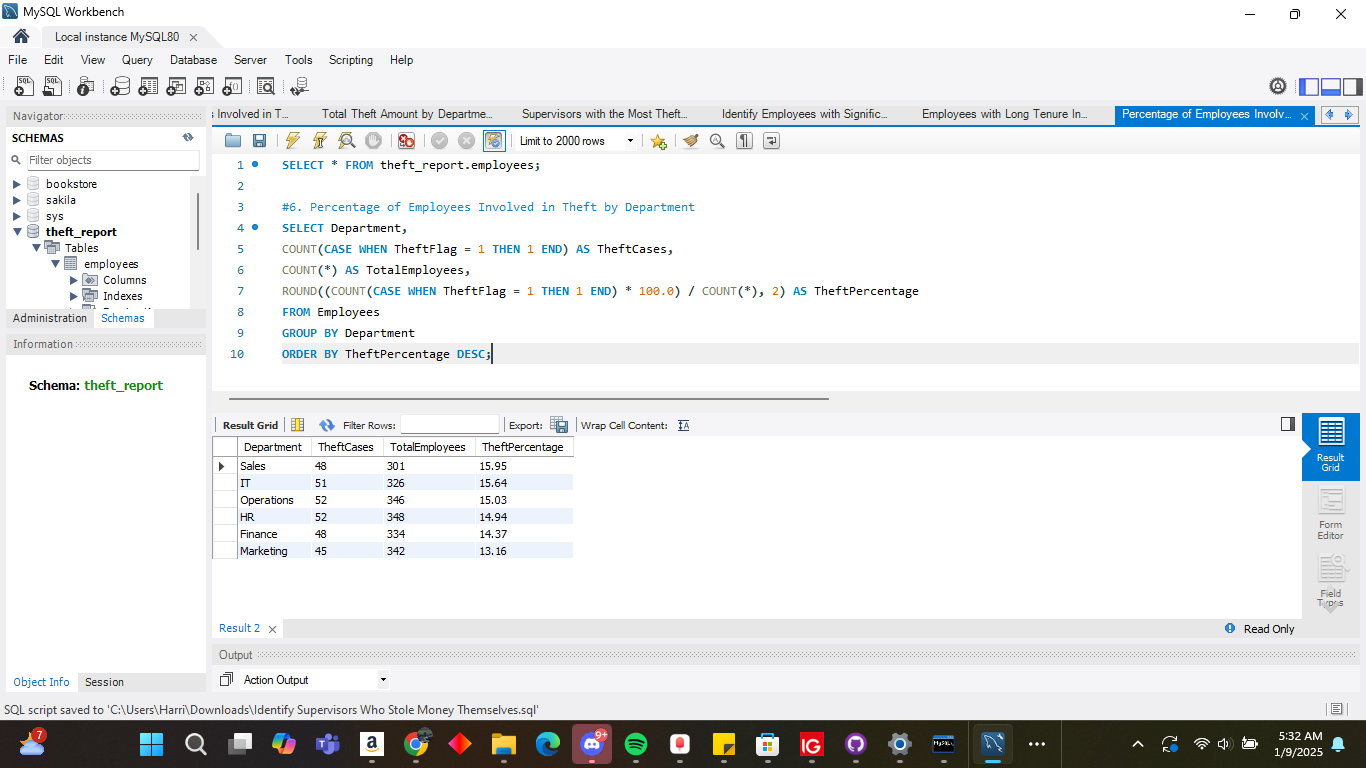 MySQL Workbench
Local instance MySQL80
File Edit View Query Database Server Tools Scripting Help
Navigator
SCHEMAS
Filter objects
bookstore
sakila
sys
theft_report
Tables
employees
Columns
Indexes
Administration Schemas
Information
Schema: theft_report
Object Info Session
s Involved in T... Total Theft Amount by Departme... Supervisors with the Most Theft... Identify Employees with Signific... Employees with Long Tenure In... Percentage of Employees Involv...
Limit to 2000 rows
1 SELECT * FROM theft_report.employees;
2
3 #6. Percentage of Employees Involved in Theft by Department
4 SELECT Department,
5 COUNT(CASE WHEN TheftFlag = 1 THEN 1 END) AS TheftCases,
6 COUNT(*) AS TotalEmployees,
7 ROUND((COUNT(CASE WHEN TheftFlag = 1 THEN 1 END) * 100.0) / COUNT(*), 2) AS TheftPercentage
8 FROM Employees
9 GROUP BY Department
10 ORDER BY TheftPercentage DESC;
Result Grid Filter Rows: Export: Wrap Cell Content:
Department TheftCases TotalEmployees TheftPercentage
Sales 48 301 15.95
IT 51 326 15.64
Operations 52 346 15.03
HR 52 348 14.94
Finance 48 334 14.37
Marketing 45 342 13.16
Result
Grid
Form
Editor
Field
Types
Result 2
Read Only
Output
Action Output
SQL script saved to 'C:\Users\Harri\Downloads\Identify Supervisors Who Stole Money Themselves.sql'
7
a
9+
IG
MySQL
5:32 AM
1/9/2025